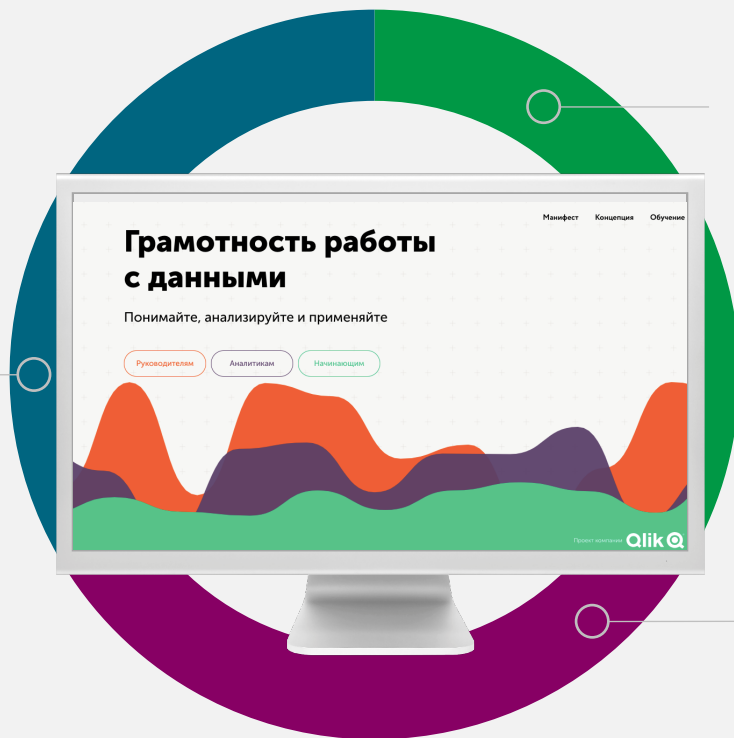 Манифест Концепция Обучение
Грамотность работы
с данными
Понимайте, анализируйте и применяйте
Руководителям Аналитикам Начинающим
Проект компании Qlik